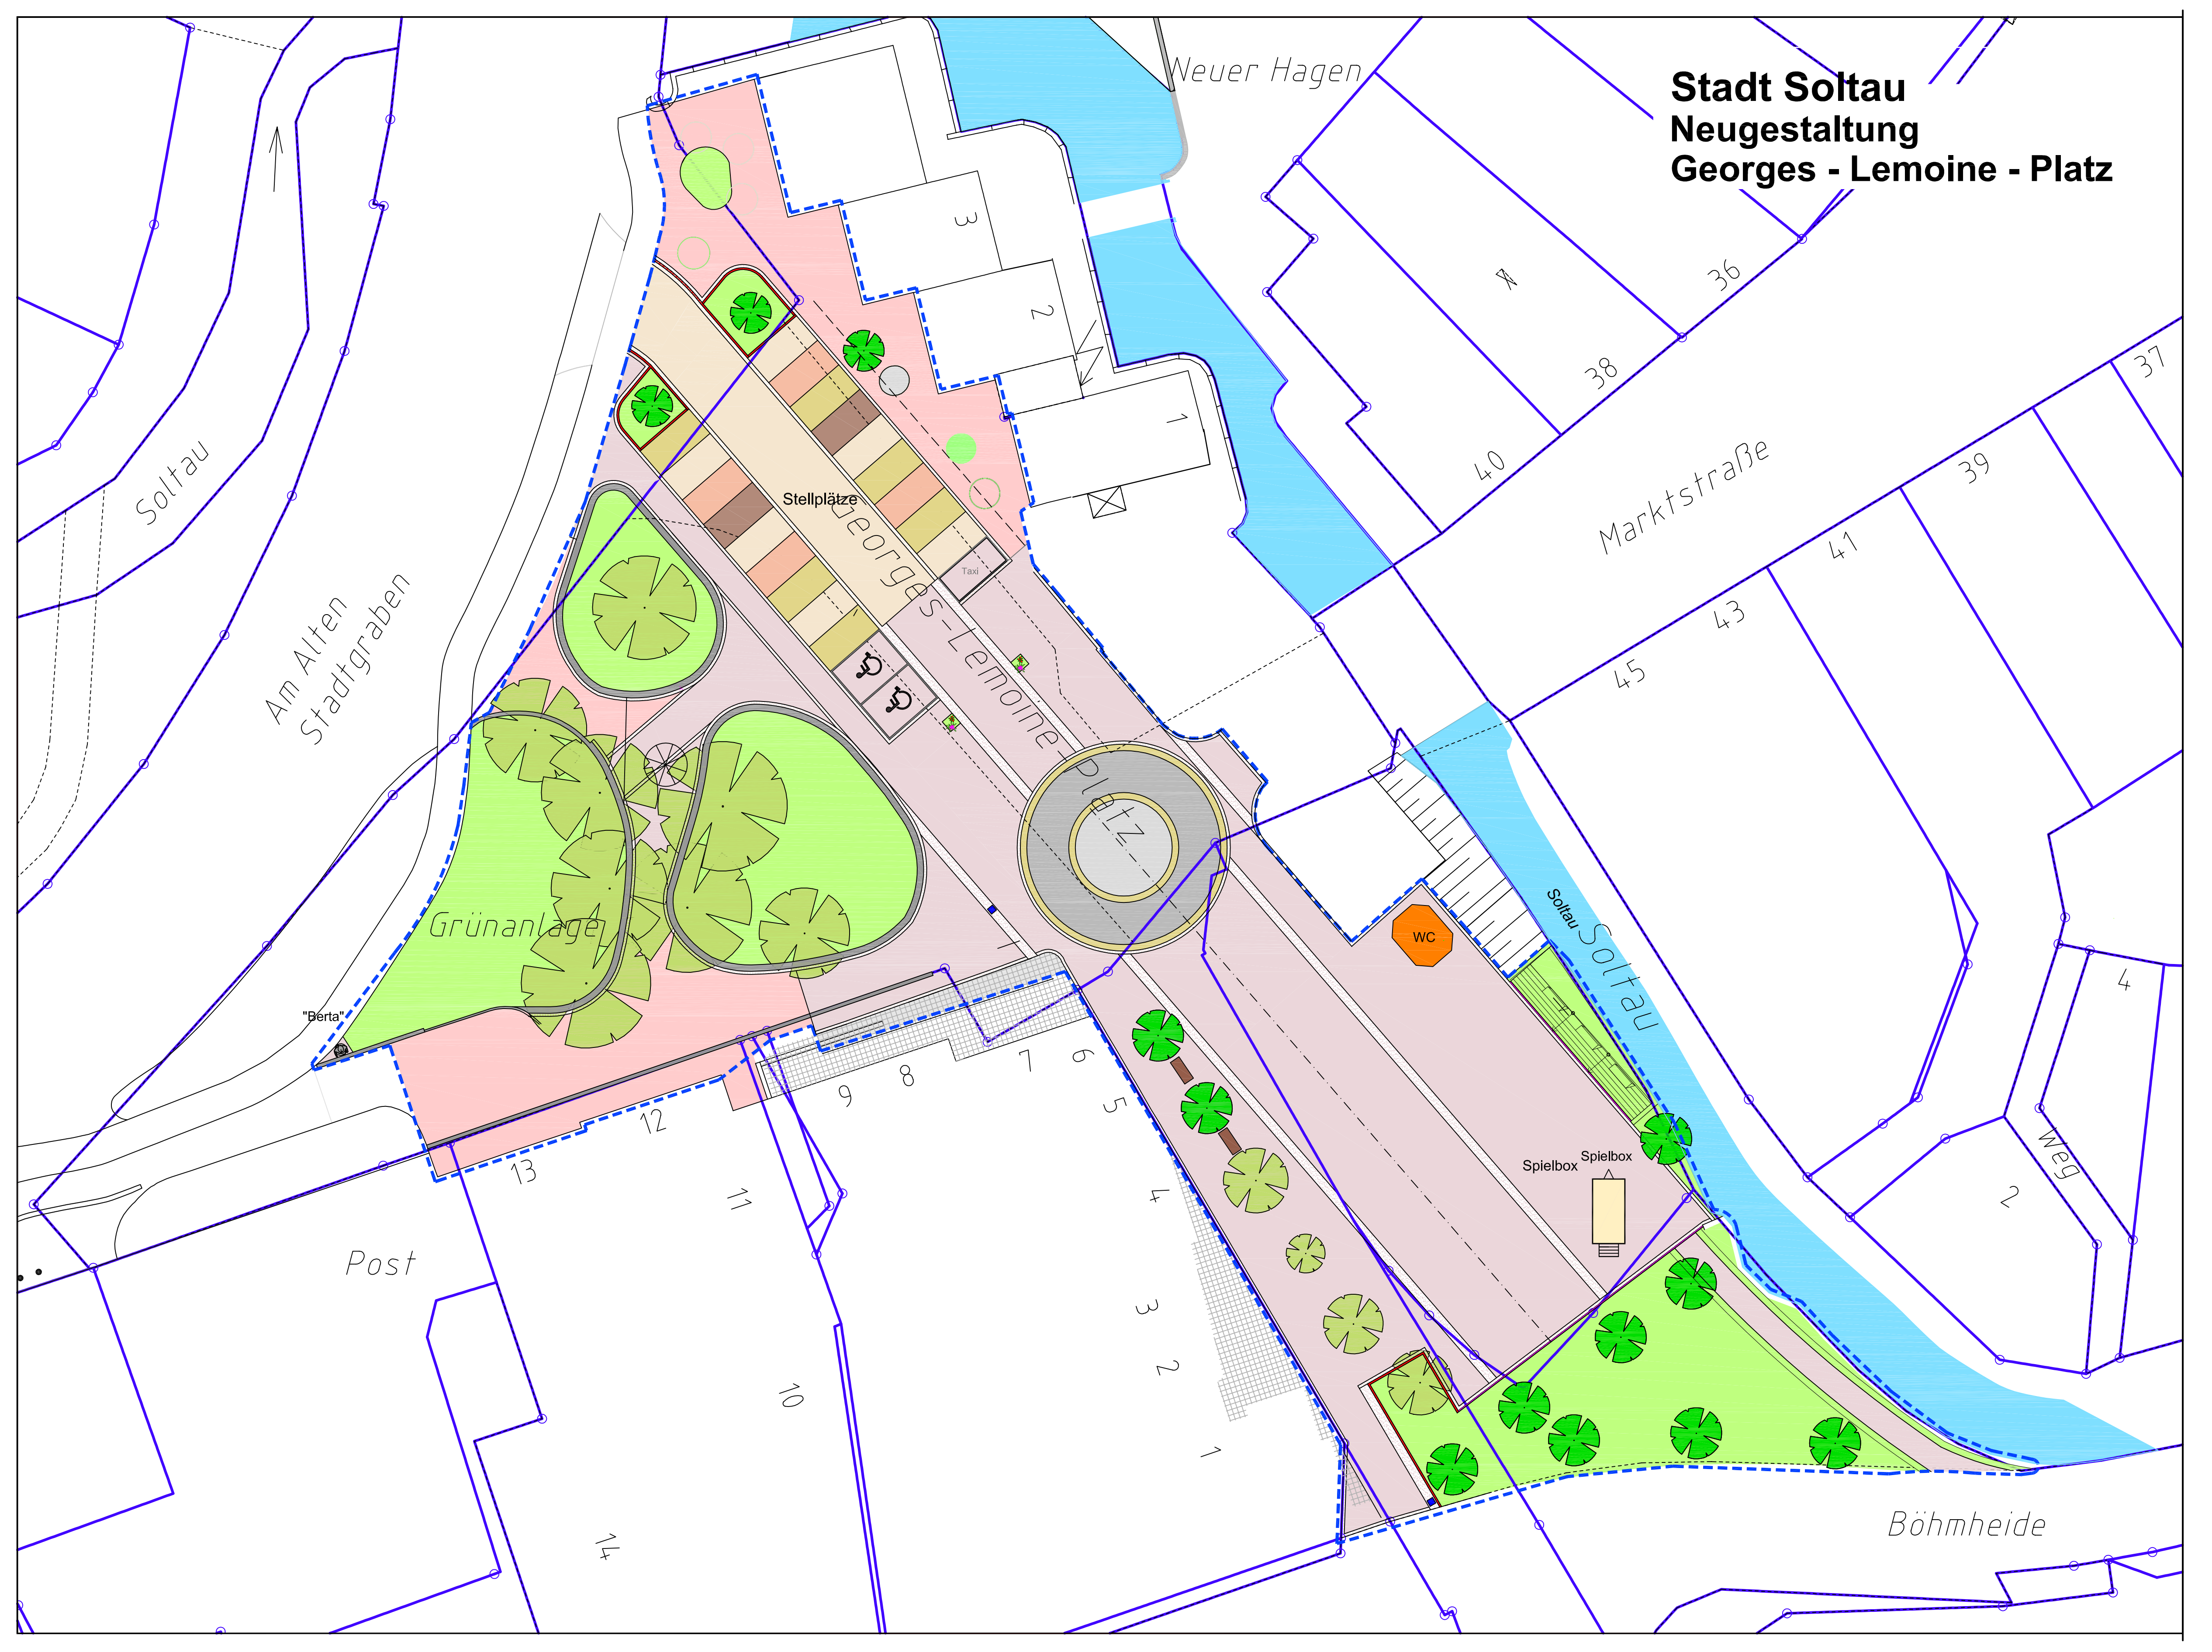 Neuer Hagen
Stadt Soltau
Neugestaltung
Georges - Lemoine - Platz
3
2
1
36
38
40
37
39
41
43
45
Marktstraße
Soltau
Am Alten
Stadtgraben
Stellplätze
Georges-Lemoine-Platz
Taxi
Grünanlage
"Berta"
WC
Soltau
Soltau
Spielbox
Spielbox
4
Weg
2
13
12
11
10
9
8
7
6
5
4
3
2
1
14
Post
Böhmheide